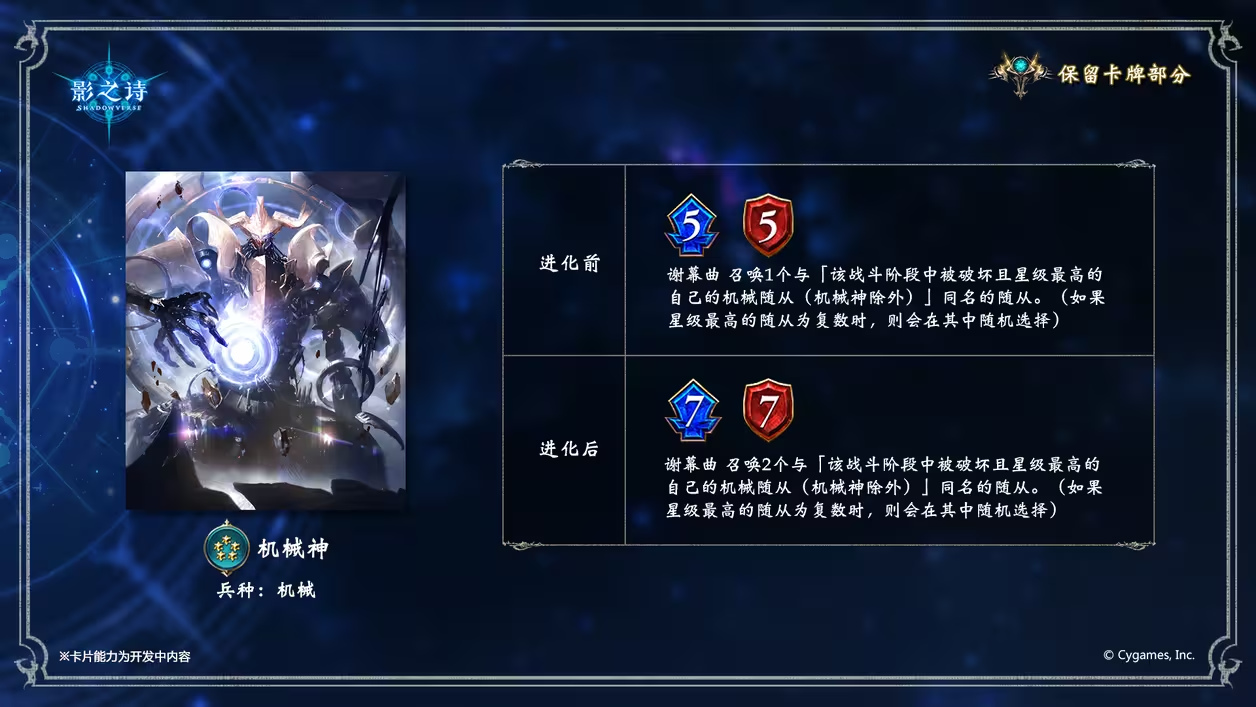 影之诗
SHADOWVERSE
保留卡牌部分
进化前
5 5
谢幕曲 召唤1个与「该战斗阶段中被破坏且星级最高的
自己的机械随从（机械神除外）」同名的随从。（如果
星级最高的随从为复数时，则会在其中随机选择）
进化后
7 7
谢幕曲 召唤2个与「该战斗阶段中被破坏且星级最高的
自己的机械随从（机械神除外）」同名的随从。（如果
星级最高的随从为复数时，则会在其中随机选择）
机械神
兵种：机械
※卡片能力为开发中内容
© Cygames, Inc.